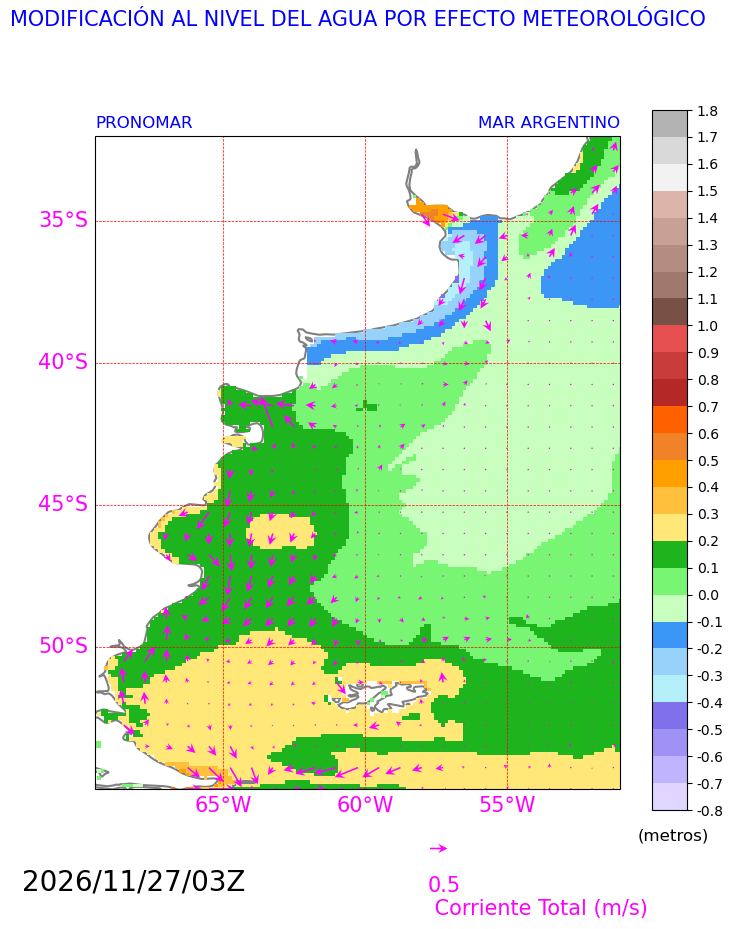 MODIFICACIÓN AL NIVEL DEL AGUA POR EFECTO METEOROLÓGICO
PRONOMAR
MAR ARGENTINO
35°S
40°S
45°S
50°S
65°W
60°W
55°W
1.8
1.7
1.6
1.5
1.4
1.3
1.2
1.1
1.0
0.9
0.8
0.7
0.6
0.5
0.4
0.3
0.2
0.1
0.0
-0.1
-0.2
-0.3
-0.4
-0.5
-0.6
-0.7
-0.8
(metros)
2026/11/27/03Z
0.5
Corriente Total (m/s)